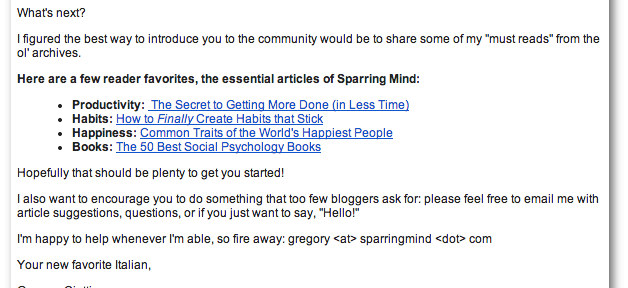 What's next?
I figured the best way to introduce you to the community would be to share some of my "must reads" from the
ol' archives.
Here are a few reader favorites, the essential articles of Sparring Mind:
• Productivity: The Secret to Getting More Done (in Less Time)
• Habits: How to Finally Create Habits that Stick
• Happiness: Common Traits of the World's Happiest People
• Books: The 50 Best Social Psychology Books
Hopefully that should be plenty to get you started!
I also want to encourage you to do something that too few bloggers ask for: please feel free to email me with
article suggestions, questions, or if you just want to say, "Hello!"
I'm happy to help whenever I'm able, so fire away: gregory <at> sparringmind <dot> com
Your new favorite Italian,